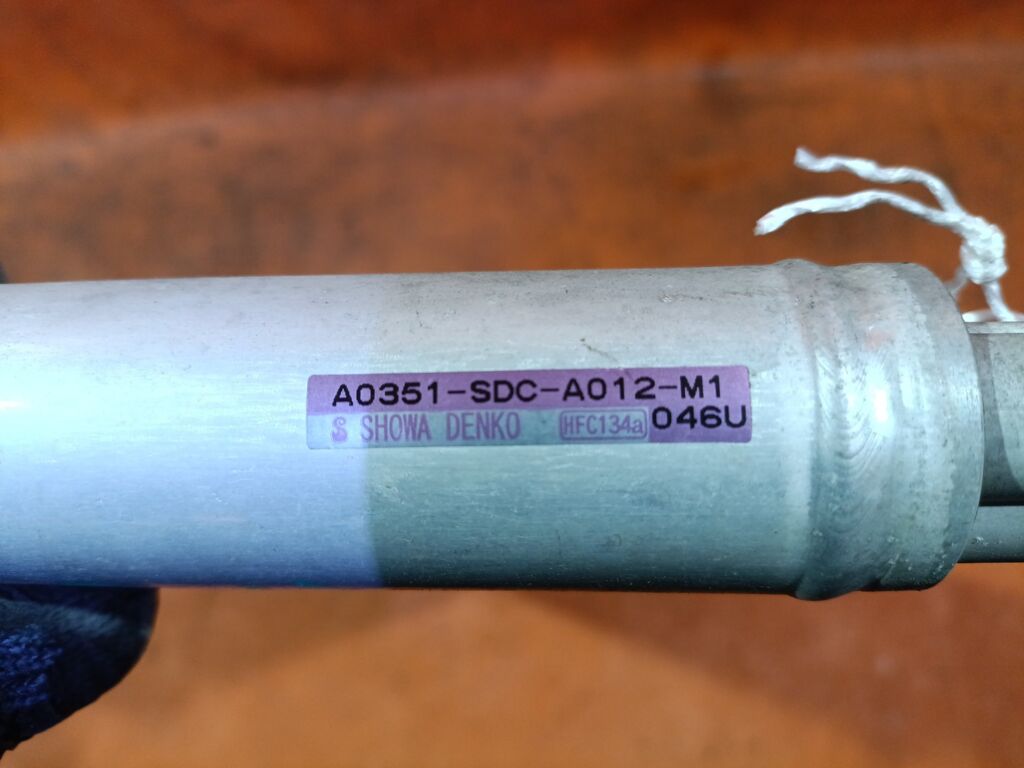 A0351-SDC-A012-M1
S SHOWA DENKO HFC134a 046U